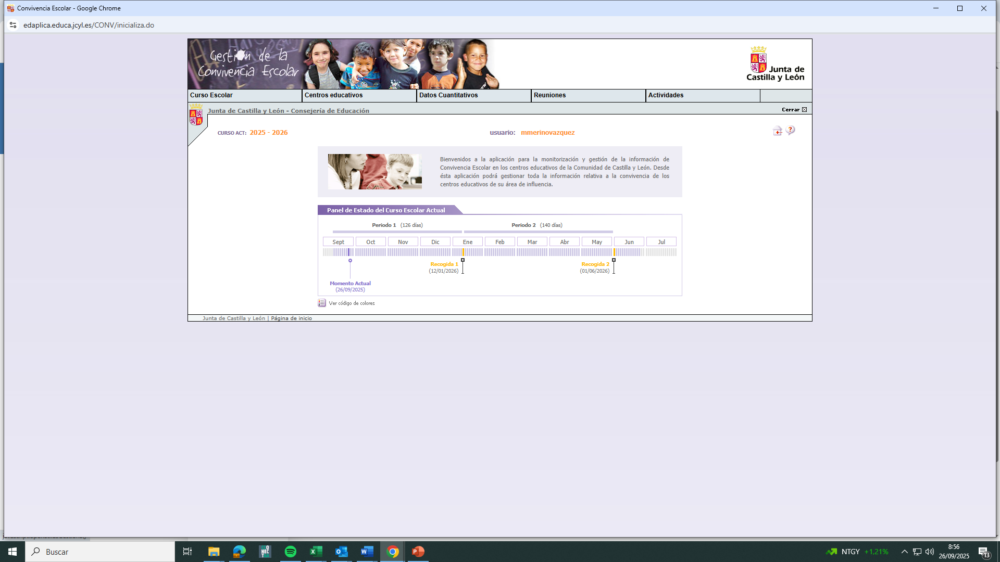 Convivencia Escolar - Google Chrome
edaplica.educa.jcyl.es/CONV/inicializa.do
Gestión de la
Convivencia Escolar
Junta de
Castilla y León
Curso Escolar
Centros educativos
Datos Cuantitativos
Reuniones
Actividades
Junta de Castilla y León - Consejería de Educación
Cerrar
CURSO ACT: 2025 - 2026
usuario: mmerinovazquez
Bienvenidos a la aplicación para la monitorización y gestión de la información de
Convivencia Escolar en los centros educativos de la Comunidad de Castilla y León. Desde
ésta aplicación podrá gestionar toda la información relativa a la convivencia de los
centros educativos de su área de influencia.
Panel de Estado del Curso Escolar Actual
Periodo 1 (126 días)
Periodo 2 (140 días)
Sept
Oct
Nov
Dic
Ene
Feb
Mar
Abr
May
Jun
Jul
Recogida 1
(12/01/2026)
Recogida 2
(01/06/2026)
Momento Actual
(26/09/2025)
Ver código de colores
Junta de Castilla y León | Página de inicio
Buscar
NTGY +1,21%
8:56
26/09/2025
13